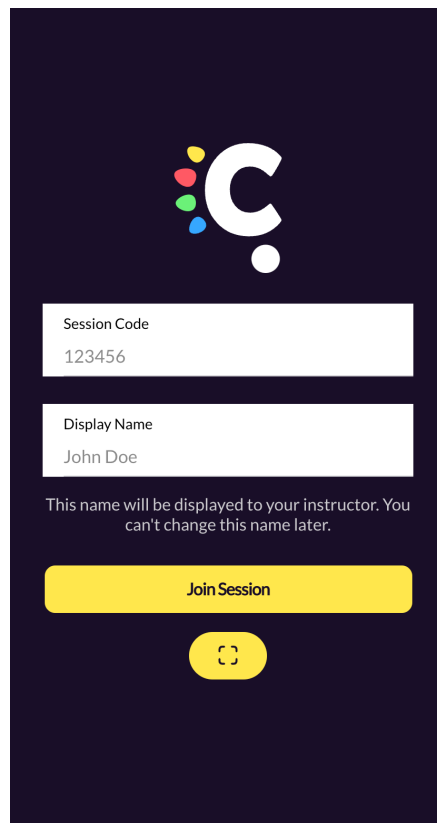 Session Code
123456
Display Name
John Doe
This name will be displayed to your instructor. You
can't change this name later.
Join Session